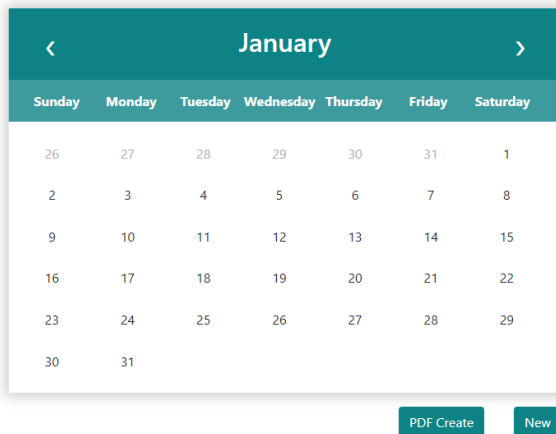 ‹ January ›
Sunday Monday Tuesday Wednesday Thursday Friday Saturday
26 27 28 29 30 31 1
2 3 4 5 6 7 8
9 10 11 12 13 14 15
16 17 18 19 20 21 22
23 24 25 26 27 28 29
30 31
PDF Create New